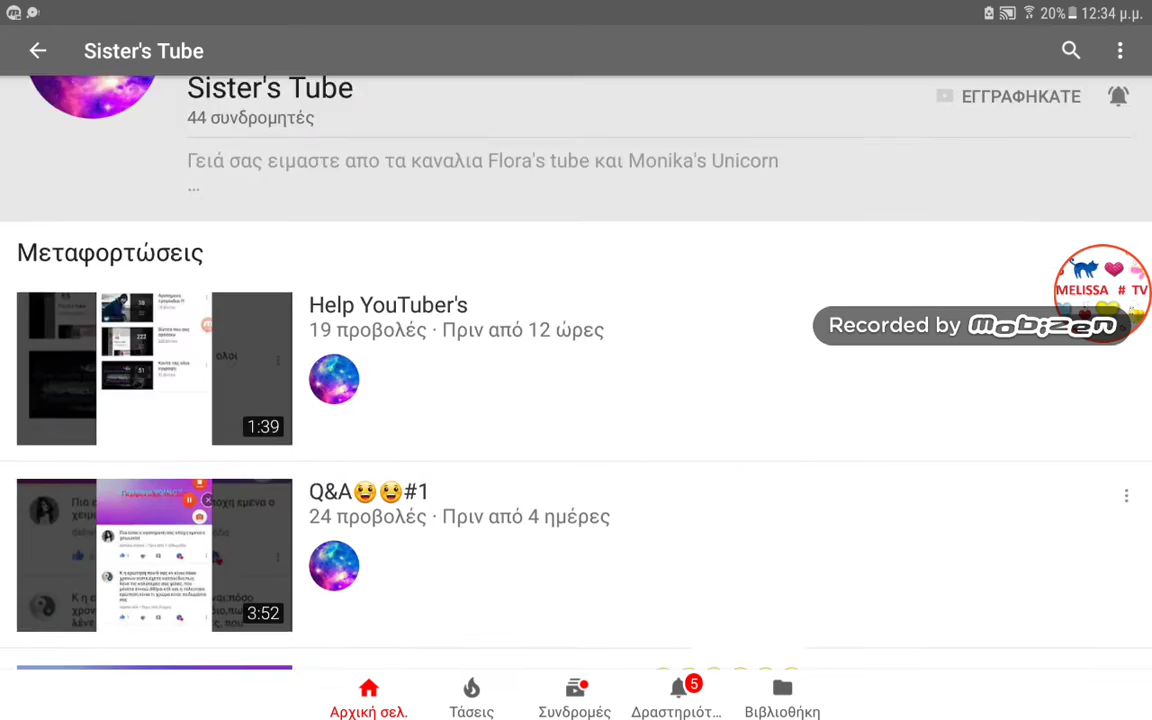 20% 12:34 μ.μ.
Sister's Tube
Sister's Tube
44 συνδρομητές
ΕΓΓΡΑΦΗΚΑΤΕ
Γειά σας ειμαστε απο τα καναλια Flora's tube και Monika's Unicorn
...
Μεταφορτώσεις
MELISSA # TV
Recorded by mobizen
Help YouTuber's
19 προβολές · Πριν από 12 ώρες
1:39
Q&A😀😀#1
24 προβολές · Πριν από 4 ημέρες
3:52
5
Αρχική σελ.
Τάσεις
Συνδρομές
Δραστηριότ...
Βιβλιοθήκη